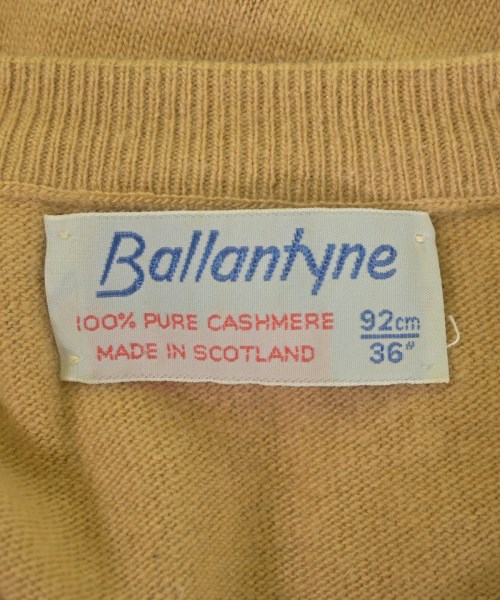 Ballantyne
100% PURE CASHMERE
MADE IN SCOTLAND
92cm
36"